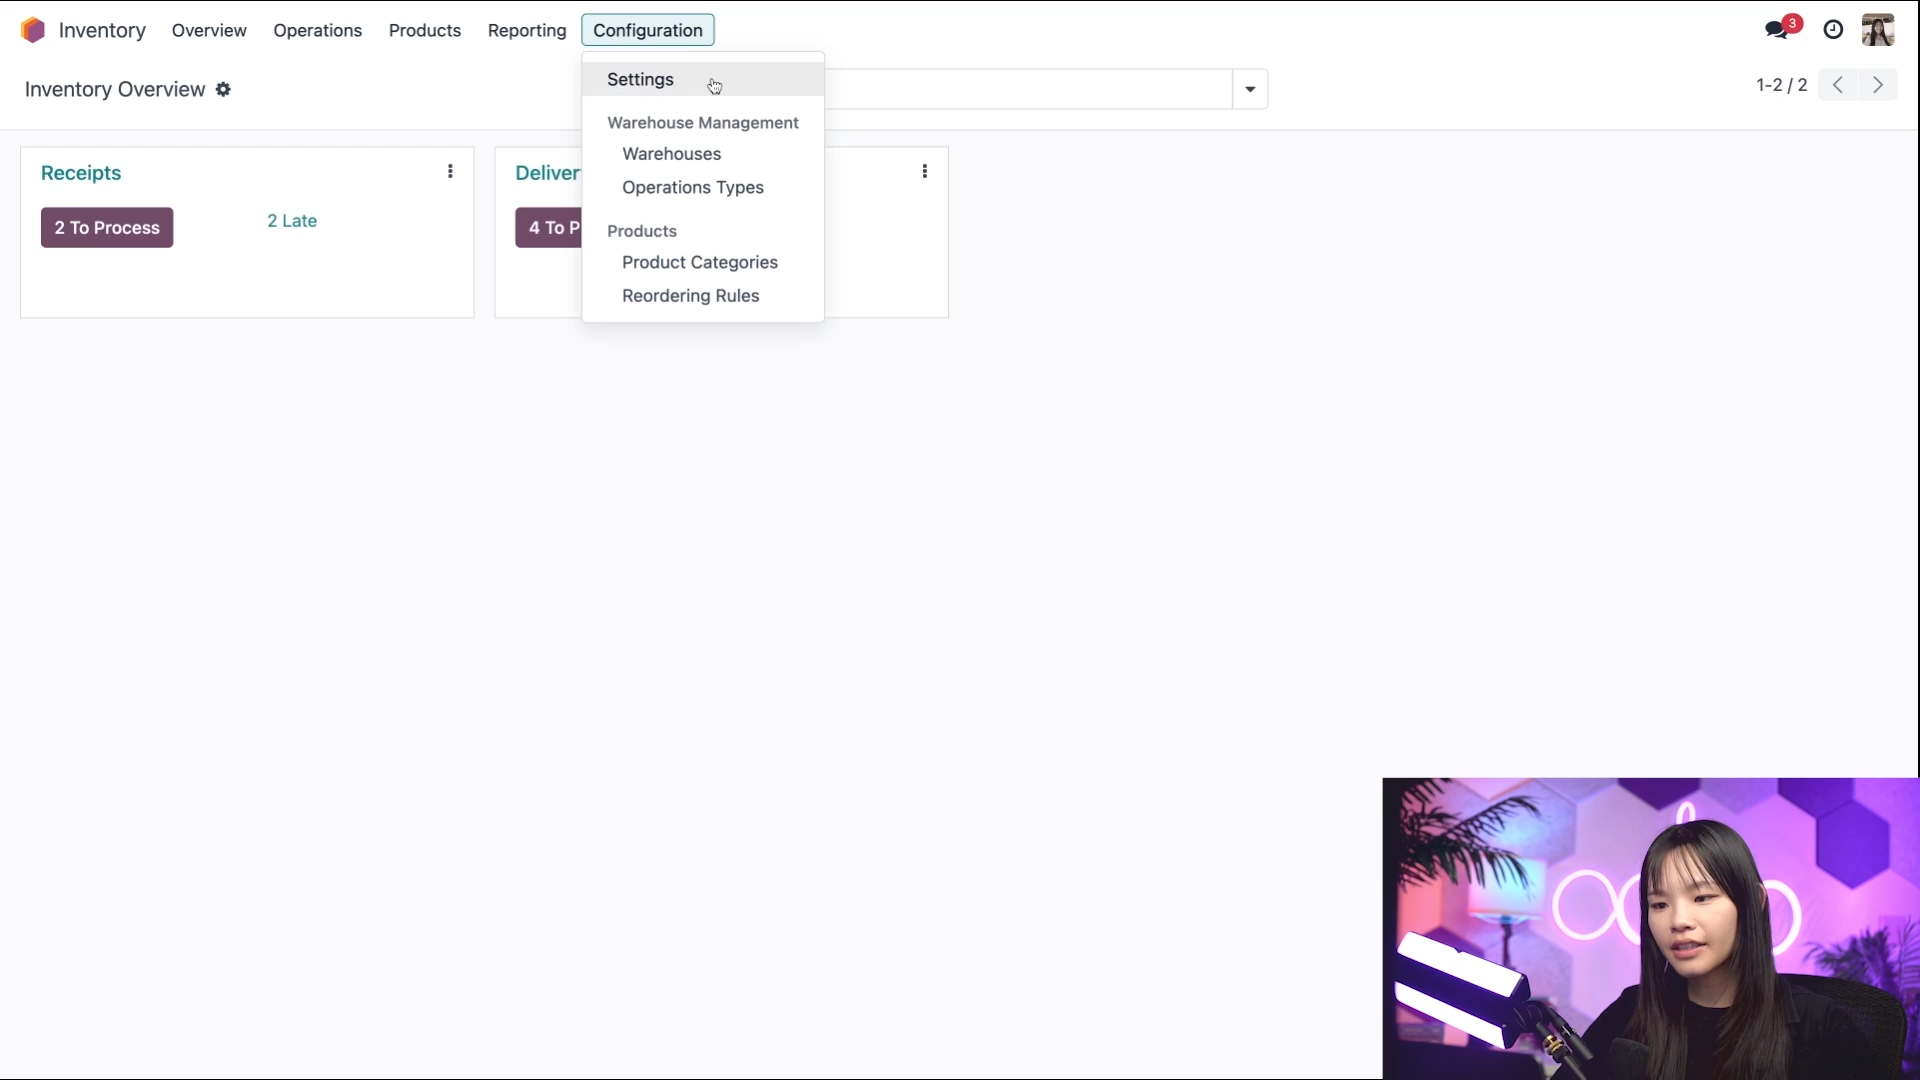 Inventory Overview Operations Products Reporting Configuration 3
Inventory Overview 1-2 / 2
Settings
Warehouse Management
Warehouses
Operations Types
Products
Product Categories
Reordering Rules
Receipts
2 To Process 2 Late
Deliver
4 To P